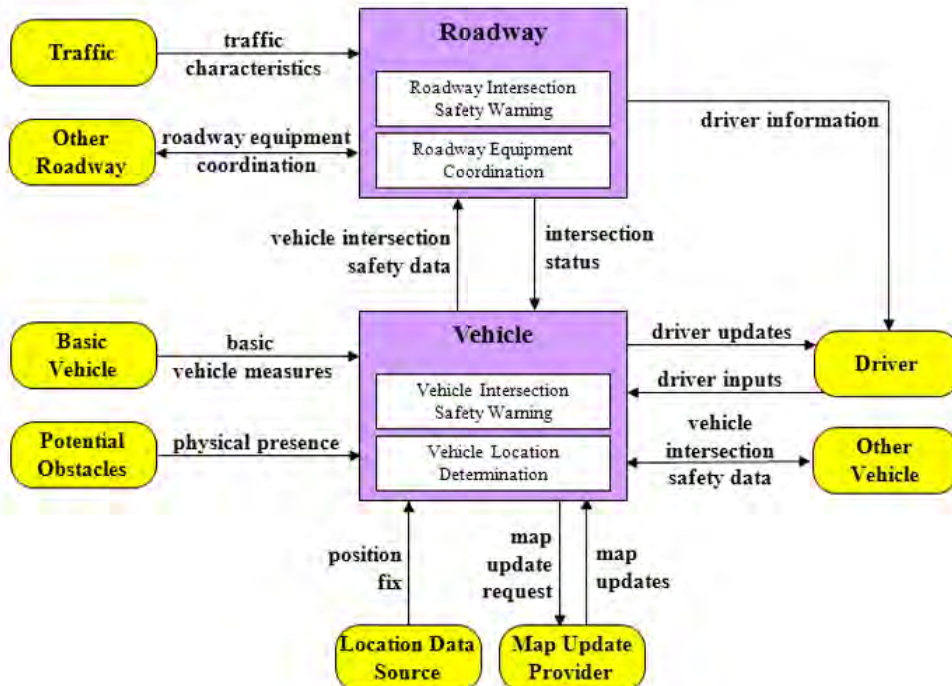 Traffic
traffic
characteristics
Roadway
Roadway Intersection
Safety Warning
Roadway Equipment
Coordination
driver information
Other
Roadway
roadway equipment
coordination
vehicle intersection
safety data
intersection
status
Basic
Vehicle
basic
vehicle measures
Vehicle
Vehicle Intersection
Safety Warning
Vehicle Location
Determination
driver updates
driver inputs
Driver
Potential
Obstacles
physical presence
vehicle
intersection
safety data
Other
Vehicle
position
fix
map
update
request
map
updates
Location Data
Source
Map Update
Provider